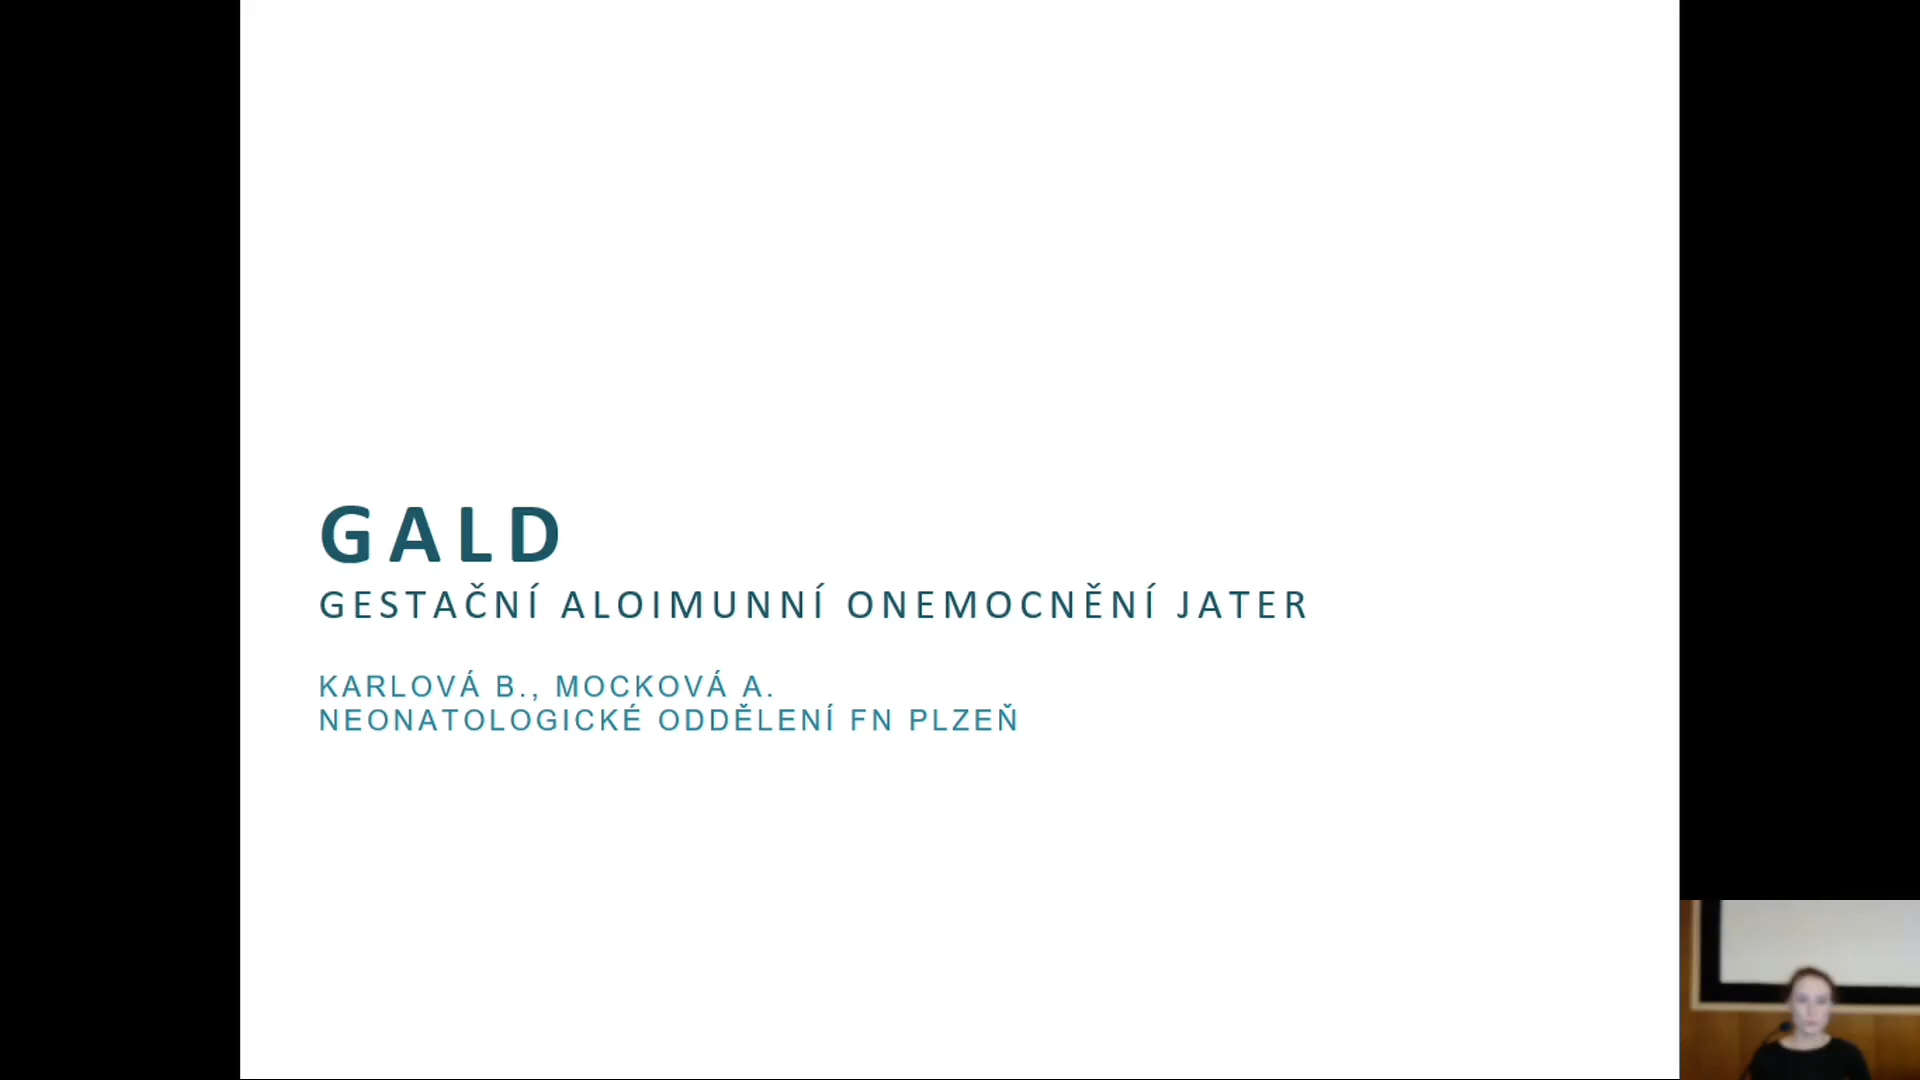 GALD
GESTAČNÍ ALOIMUNNÍ ONEMOCNĚNÍ JATER
KARLOVÁ B., MOCKOVÁ A.
NEONATOLOGICKÉ ODDĚLENÍ FN PLZEŇ